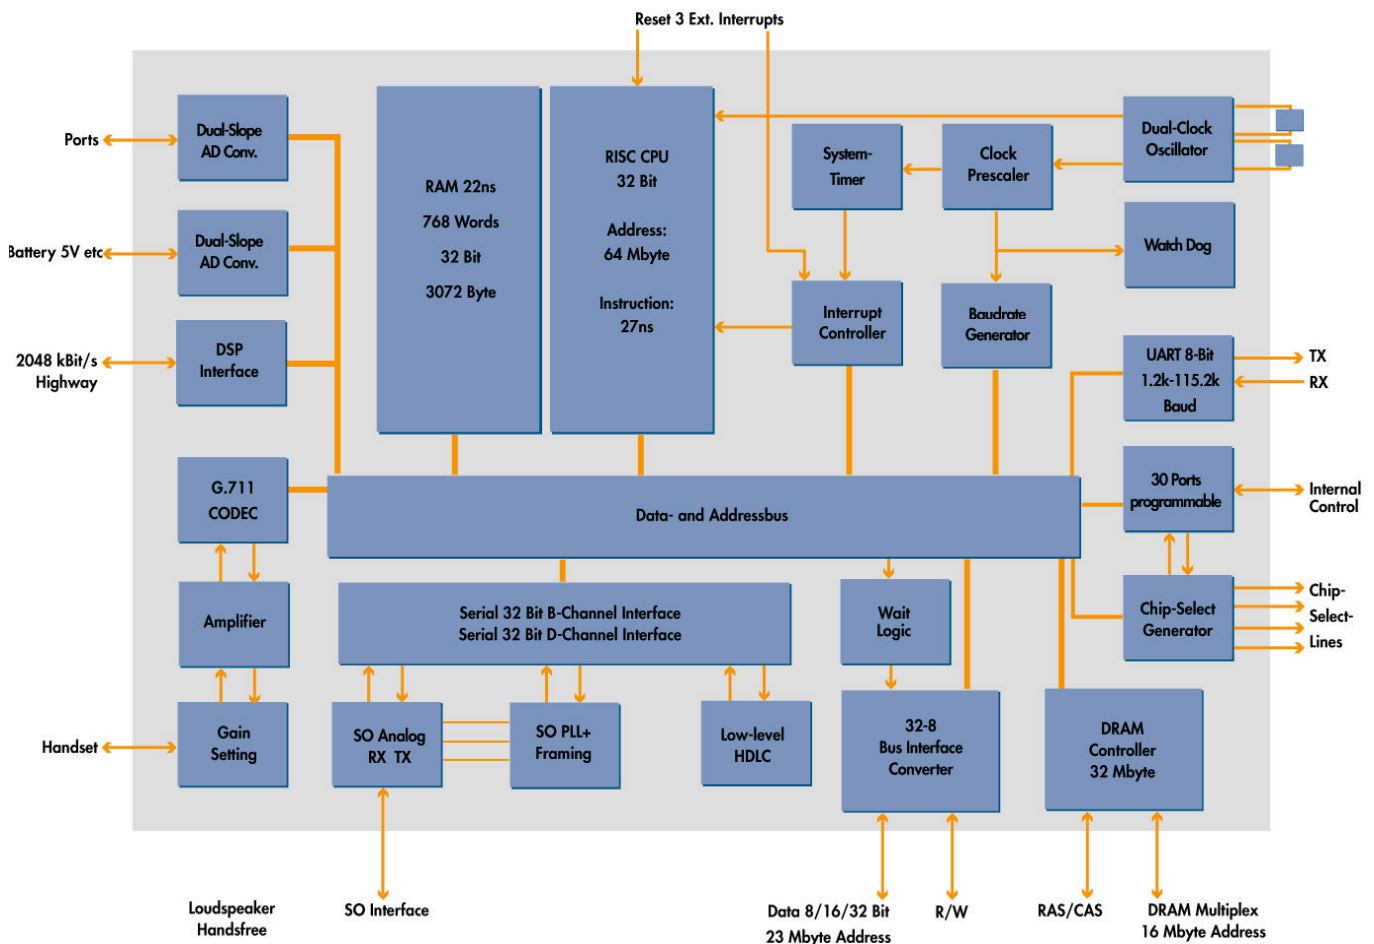 Reset 3 Ext. Interrupts
Ports
Dual-Slope
AD Conv.
RAM 22ns
768 Words
32 Bit
3072 Byte
RISC CPU
32 Bit
Address:
64 Mbyte
Instruction:
27ns
System-
Timer
Clock
Prescaler
Dual-Clock
Oscillator
Battery 5V etc
Dual-Slope
AD Conv.
Watch Dog
Interrupt
Controller
Baudrate
Generator
2048 kBit/s
Highway
DSP
Interface
UART 8-Bit
1.2k-115.2k
Baud
TX
RX
G.711
CODEC
Data- and Addressbus
30 Ports
programmable
Internal
Control
Amplifier
Serial 32 Bit B-Channel Interface
Serial 32 Bit D-Channel Interface
Wait
Logic
Chip-Select
Generator
Chip-
Select-
Lines
Handset
Gain
Setting
SO Analog
RX TX
SO PLL+
Framing
Low-level
HDLC
32-8
Bus Interface
Converter
DRAM
Controller
32 Mbyte
Loudspeaker
Handsfree
SO Interface
Data 8/16/32 Bit
23 Mbyte Address
R/W
RAS/CAS
DRAM Multiplex
16 Mbyte Address